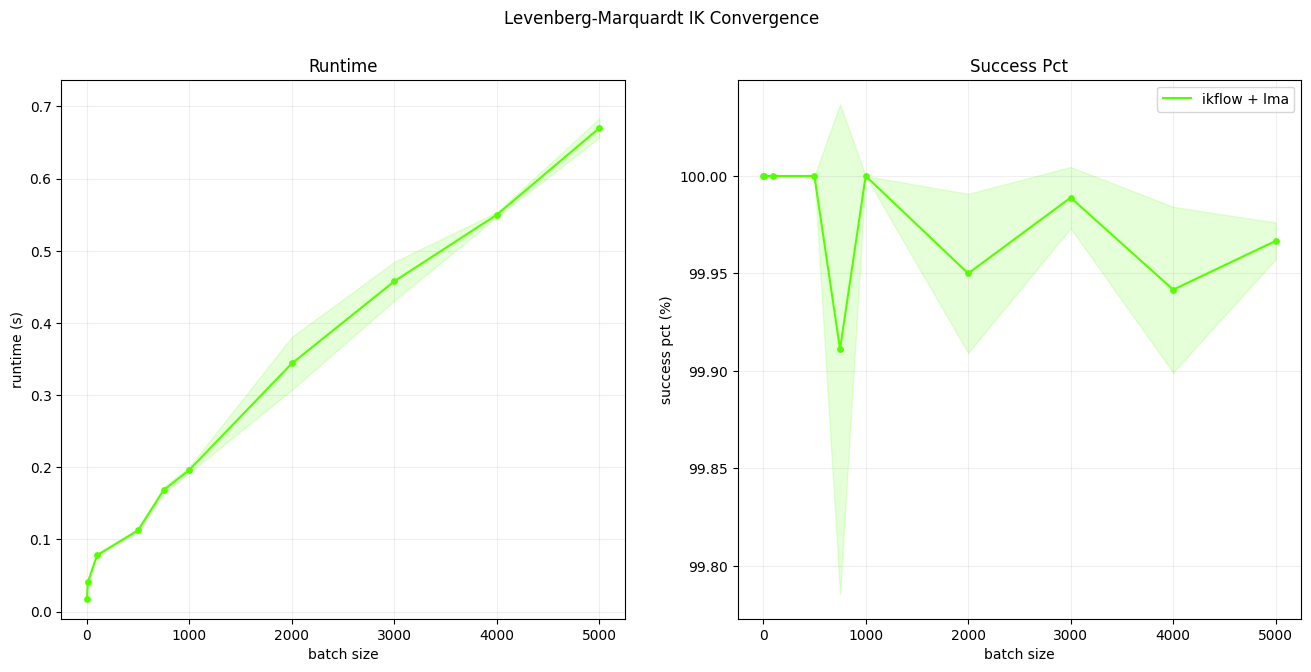 Levenberg-Marquardt IK Convergence
Runtime
runtime (s)
0.7
0.6
0.5
0.4
0.3
0.2
0.1
0.0
0 1000 2000 3000 4000 5000
batch size
Success Pct
ikflow + lma
success pct (%)
100.00
99.95
99.90
99.85
99.80
0 1000 2000 3000 4000 5000
batch size